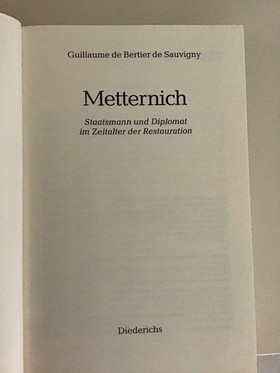 Guillaume de Bertier de Sauvigny
Metternich
Staatsmann und Diplomat
im Zeitalter der Restauration
Diederichs